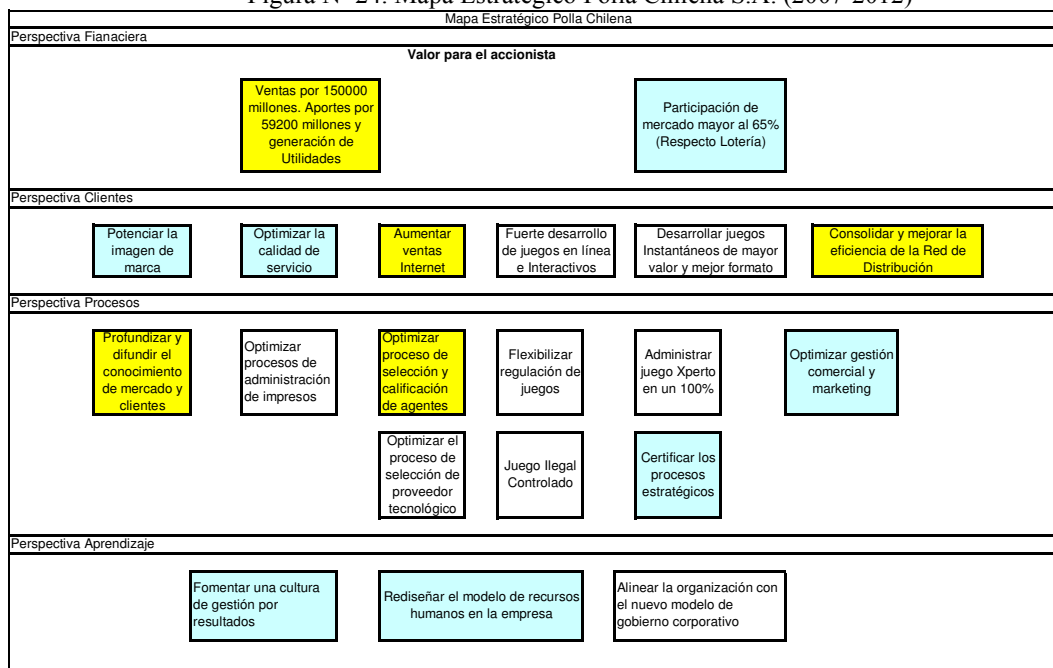 Figura N° 24: Mapa Estratégico Polla Chilena S.A. (2007-2012)
Mapa Estratégico Polla Chilena
Perspectiva Fianaciera
Valor para el accionista
Ventas por 150000
millones. Aportes por
59200 millones y
generación de
Utilidades
Participación de
mercado mayor al 65%
(Respecto Lotería)
Perspectiva Clientes
Potenciar la
imagen de
marca
Optimizar la
calidad de
servicio
Aumentar
ventas
Internet
Fuerte desarrollo
de juegos en línea
e Interactivos
Desarrollar juegos
Instantáneos de mayor
valor y mejor formato
Consolidar y mejorar la
eficiencia de la Red de
Distribución
Perspectiva Procesos
Profundizar y
difundir el
conocimiento
de mercado y
clientes
Optimizar
procesos de
administración
de impresos
Optimizar
proceso de
selección y
calificación
de agentes
Flexibilizar
regulación de
juegos
Administrar
juego Xperto
en un 100%
Optimizar gestión
comercial y
marketing
Optimizar el
proceso de
selección de
proveedor
tecnológico
Juego Ilegal
Controlado
Certificar los
procesos
estratégicos
Perspectiva Aprendizaje
Fomentar una cultura
de gestión por
resultados
Rediseñar el modelo de recursos
humanos en la empresa
Alinear la organización con
el nuevo modelo de
gobierno corporativo